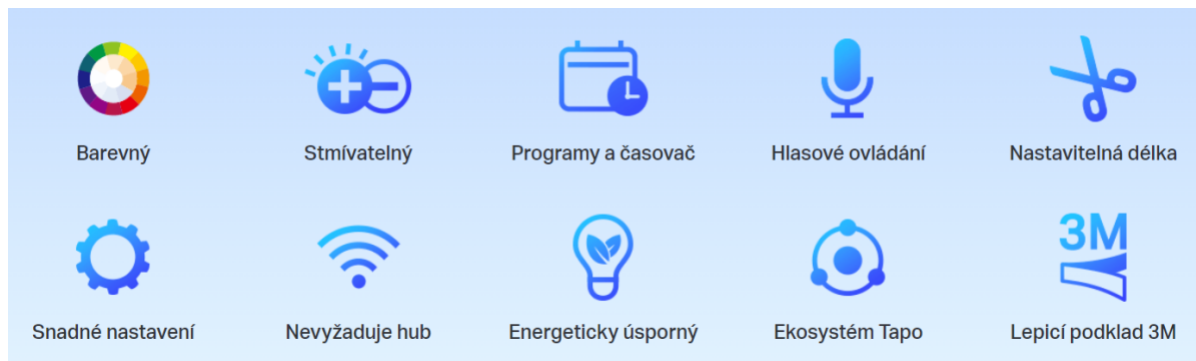 Barevný
Stmívatelný
Programy a časovač
Hlasové ovládání
Nastavitelná délka
3M
Snadné nastavení
Nevyžaduje hub
Energeticky úsporný
Ekosystém Tapo
Lepicí podklad 3M